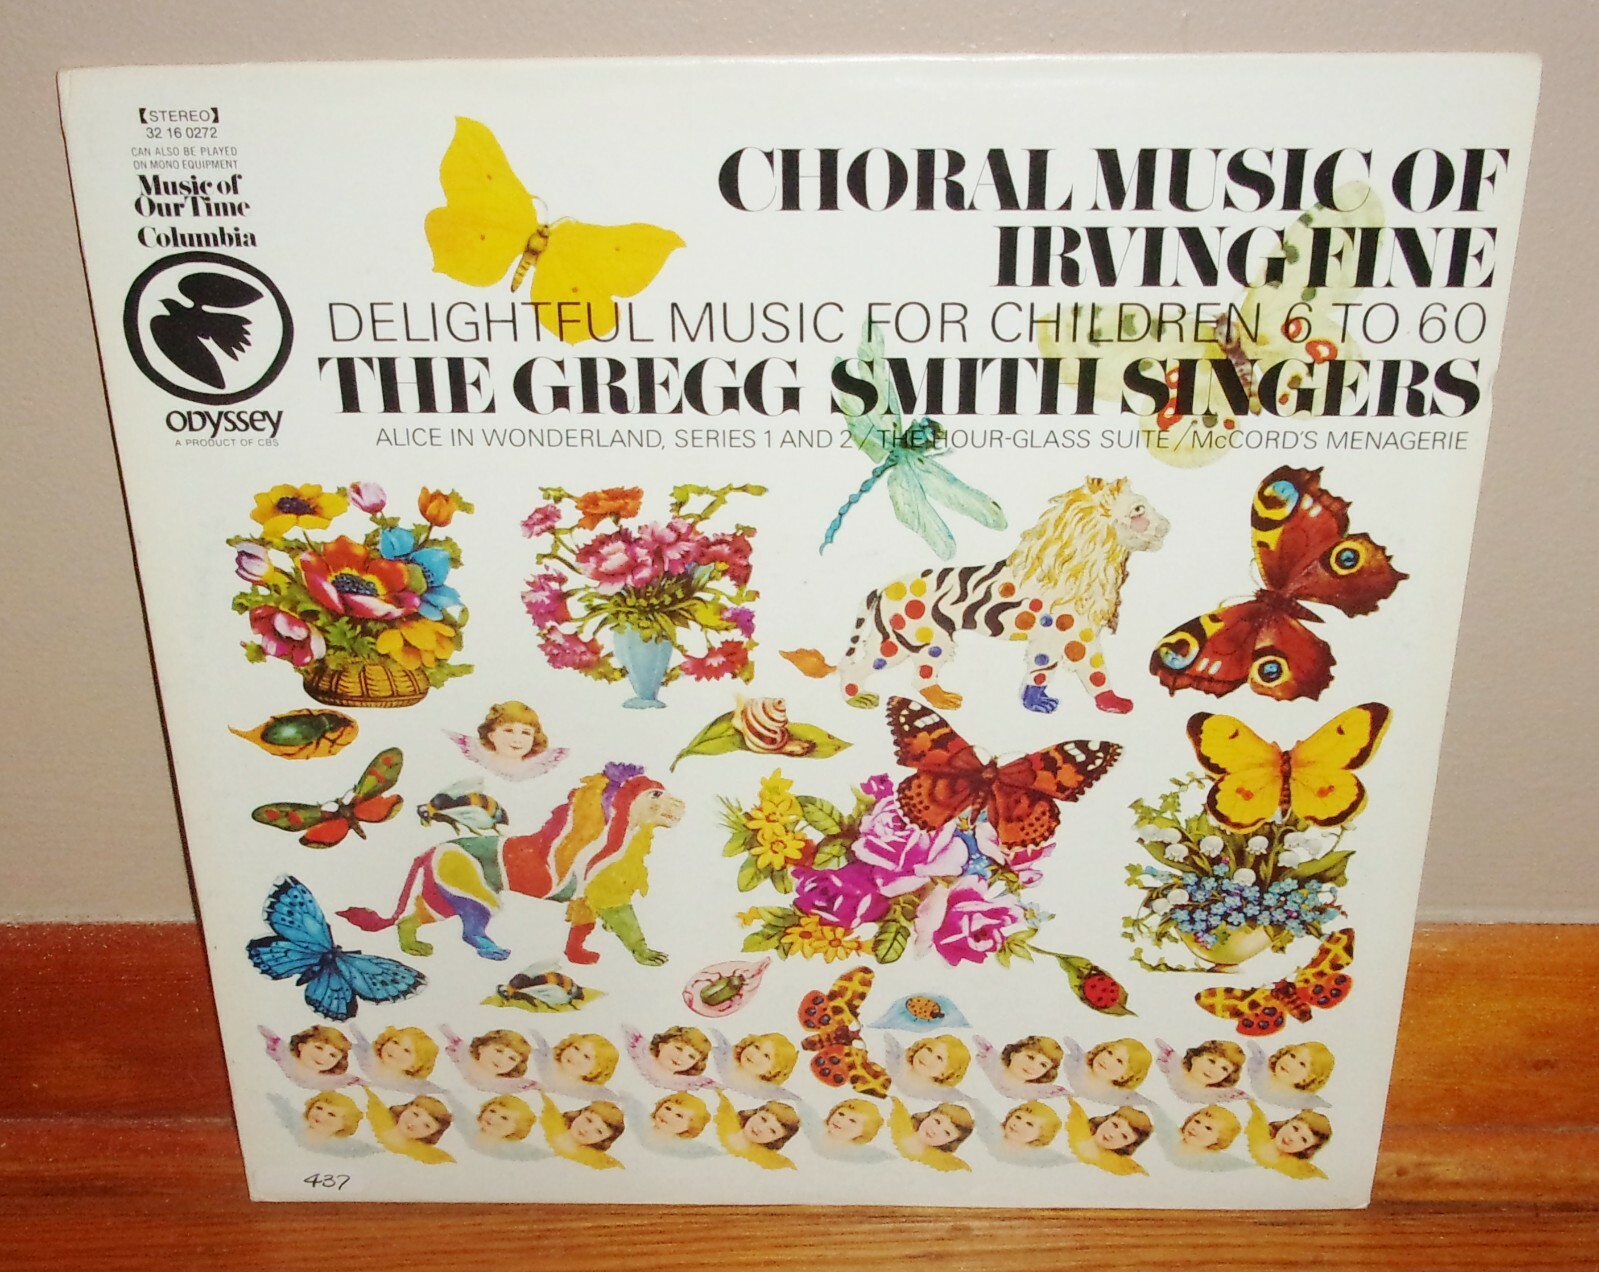 【STEREO】
32 16 0272
CAN ALSO BE PLAYED
ON MONO EQUIPMENT
Music of
Our Time
Columbia
ODYSSEY
A PRODUCT OF CBS
CHORAL MUSIC OF
IRVING FINE
DELIGHTFUL MUSIC FOR CHILDREN 6 TO 60
THE GREGG SMITH SINGERS
ALICE IN WONDERLAND, SERIES 1 AND 2/THE HOUR-GLASS SUITE/McCORD'S MENAGERIE
437